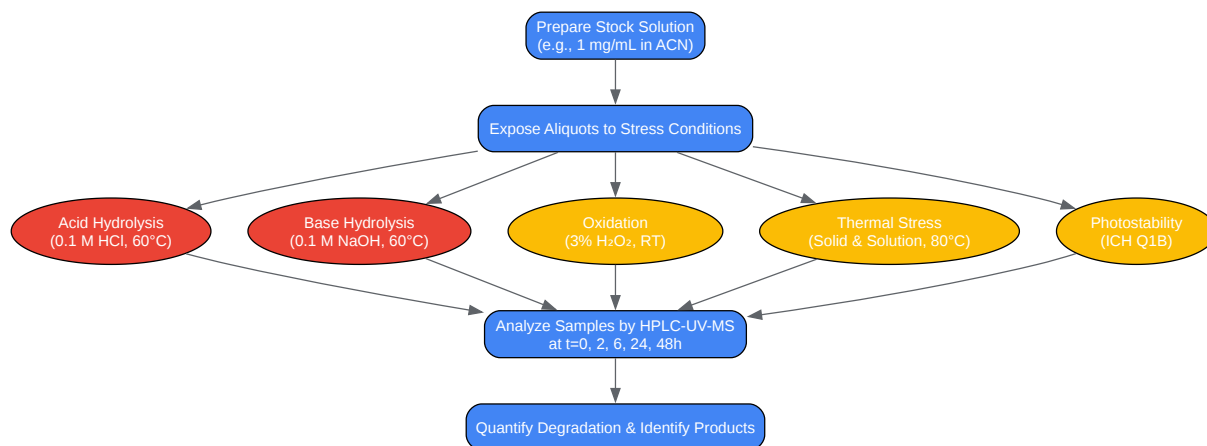 Prepare Stock Solution
(e.g., 1 mg/mL in ACN)
Expose Aliquots to Stress Conditions
Acid Hydrolysis
(0.1 M HCl, 60°C)
Base Hydrolysis
(0.1 M NaOH, 60°C)
Oxidation
(3% H₂O₂, RT)
Thermal Stress
(Solid & Solution, 80°C)
Photostability
(ICH Q1B)
Analyze Samples by HPLC-UV-MS
at t=0, 2, 6, 24, 48h
Quantify Degradation & Identify Products